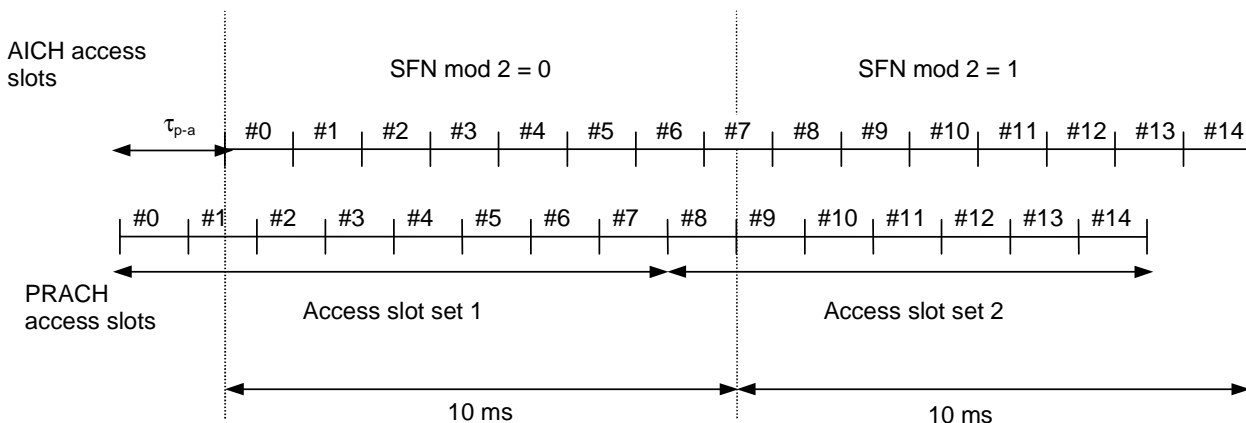 AICH access
slots
SFN mod 2 = 0
SFN mod 2 = 1
τp-a
#0 #1 #2 #3 #4 #5 #6 #7 #8 #9 #10 #11 #12 #13 #14
#0 #1 #2 #3 #4 #5 #6 #7 #8 #9 #10 #11 #12 #13 #14
PRACH
access slots
Access slot set 1
Access slot set 2
10 ms
10 ms